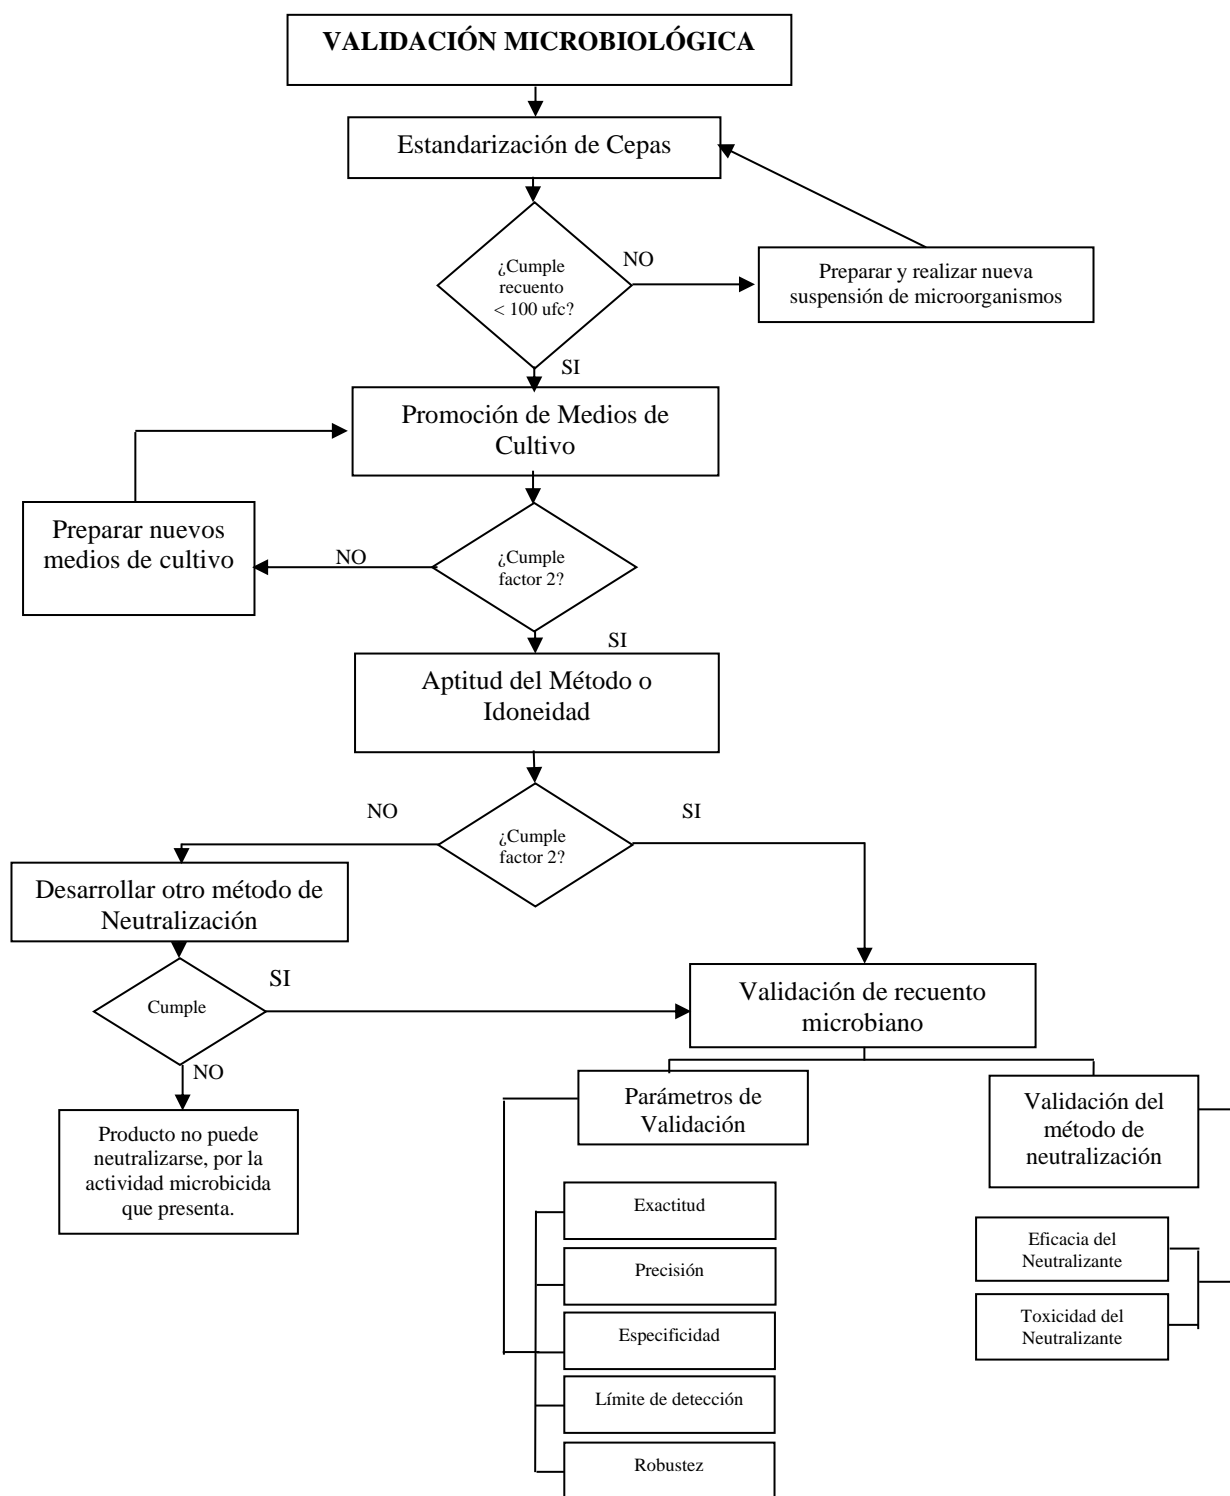 VALIDACIÓN MICROBIOLÓGICA
Estandarización de Cepas
¿Cumple
recuento
< 100 ufc?
NO
Preparar y realizar nueva
suspensión de microorganismos
SI
Promoción de Medios de
Cultivo
Preparar nuevos
medios de cultivo
NO
¿Cumple
factor 2?
SI
Aptitud del Método o
Idoneidad
NO
¿Cumple
factor 2?
SI
Desarrollar otro método de
Neutralización
Cumple
SI
NO
Producto no puede
neutralizarse, por la
actividad microbicida
que presenta.
Validación de recuento
microbiano
Parámetros de
Validación
Validación del
método de
neutralización
Exactitud
Precisión
Especificidad
Límite de detección
Robustez
Eficacia del
Neutralizante
Toxicidad del
Neutralizante